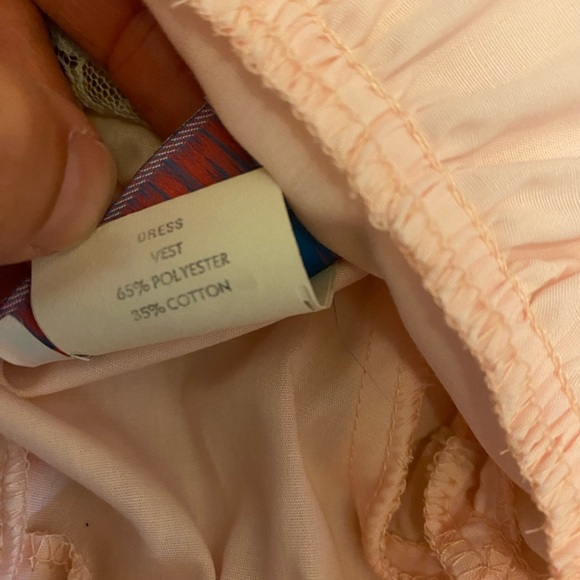 DRESS
VEST
65% POLYESTER
35% COTTON